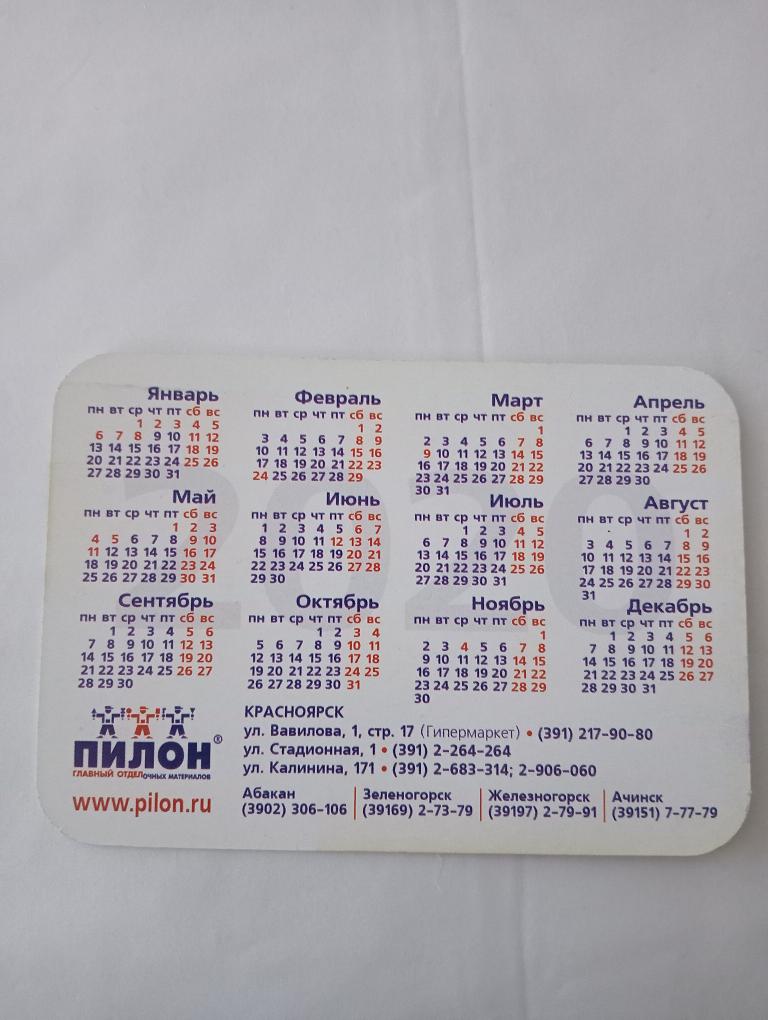 Январь
пн вт ср чт пт сб вс
1 2 3 4 5
6 7 8 9 10 11 12
13 14 15 16 17 18 19
20 21 22 23 24 25 26
27 28 29 30 31
Февраль
пн вт ср чт пт сб вс
1 2
3 4 5 6 7 8 9
10 11 12 13 14 15 16
17 18 19 20 21 22 23
24 25 26 27 28 29
Март
пн вт ср чт пт сб вс
1
2 3 4 5 6 7 8
9 10 11 12 13 14 15
16 17 18 19 20 21 22
23 24 25 26 27 28 29
30 31
Апрель
пн вт ср чт пт сб вс
1 2 3 4 5
6 7 8 9 10 11 12
13 14 15 16 17 18 19
20 21 22 23 24 25 26
27 28 29 30
Май
пн вт ср чт пт сб вс
1 2 3
4 5 6 7 8 9 10
11 12 13 14 15 16 17
18 19 20 21 22 23 24
25 26 27 28 29 30 31
Июнь
пн вт ср чт пт сб вс
1 2 3 4 5 6 7
8 9 10 11 12 13 14
15 16 17 18 19 20 21
22 23 24 25 26 27 28
29 30
Июль
пн вт ср чт пт сб вс
1 2 3 4 5
6 7 8 9 10 11 12
13 14 15 16 17 18 19
20 21 22 23 24 25 26
27 28 29 30 31
Август
пн вт ср чт пт сб вс
1 2
3 4 5 6 7 8 9
10 11 12 13 14 15 16
17 18 19 20 21 22 23
24 25 26 27 28 29 30
31
Сентябрь
пн вт ср чт пт сб вс
1 2 3 4 5 6
7 8 9 10 11 12 13
14 15 16 17 18 19 20
21 22 23 24 25 26 27
28 29 30
Октябрь
пн вт ср чт пт сб вс
1 2 3 4
5 6 7 8 9 10 11
12 13 14 15 16 17 18
19 20 21 22 23 24 25
26 27 28 29 30 31
Ноябрь
пн вт ср чт пт сб вс
1
2 3 4 5 6 7 8
9 10 11 12 13 14 15
16 17 18 19 20 21 22
23 24 25 26 27 28 29
30
Декабрь
пн вт ср чт пт сб вс
1 2 3 4 5 6
7 8 9 10 11 12 13
14 15 16 17 18 19 20
21 22 23 24 25 26 27
28 29 30 31
2020
ПИЛОН®
ГЛАВНЫЙ ОТДЕЛОЧНЫХ МАТЕРИАЛОВ
www.pilon.ru
КРАСНОЯРСК
ул. Вавилова, 1, стр. 17 (Гипермаркет) • (391) 217-90-80
ул. Стадионная, 1 • (391) 2-264-264
ул. Калинина, 171 • (391) 2-683-314; 2-906-060
Абакан
(3902) 306-106
Зеленогорск
(39169) 2-73-79
Железногорск
(39197) 2-79-91
Ачинск
(39151) 7-77-79